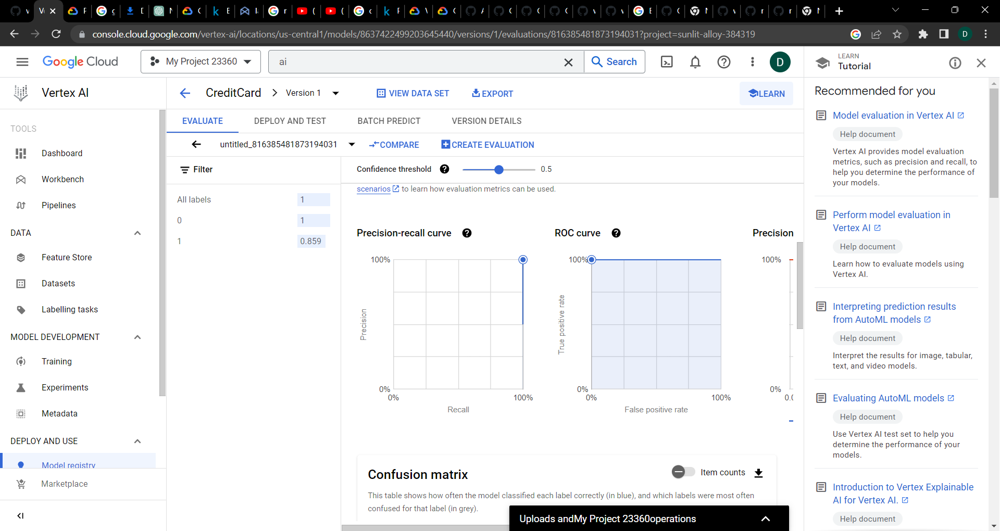 console.cloud.google.com/vertex-ai/locations/us-central1/models/8637422499203645440/versions/1/evaluations/816385481873194031?project=sunlit-alloy-384319
D
Google Cloud
My Project 23360
ai
Search
D
LEARN
Tutorial
Vertex AI
CreditCard
Version 1
VIEW DATA SET
EXPORT
LEARN
EVALUATE
DEPLOY AND TEST
BATCH PREDICT
VERSION DETAILS
untitled_816385481873194031
COMPARE
CREATE EVALUATION
TOOLS
Dashboard
Workbench
Pipelines
DATA
Feature Store
Datasets
Labelling tasks
MODEL DEVELOPMENT
Training
Experiments
Metadata
DEPLOY AND USE
Model registry
Marketplace
Filter
All labels 1
0 1
1 0.859
Confidence threshold 0.5
scenarios to learn how evaluation metrics can be used.
Precision-recall curve
100%
Precision
0%
0% 100%
Recall
ROC curve
100%
True positive rate
0%
0% 100%
False positive rate
Precision
100%
0%
Confusion matrix
Item counts
This table shows how often the model classified each label correctly (in blue), and which labels were most often
confused for that label (in grey).
Uploads andMy Project 23360operations
Recommended for you
Model evaluation in Vertex AI
Help document
Vertex AI provides model evaluation
metrics, such as precision and recall, to
help you determine the performance of
your models.
Perform model evaluation in
Vertex AI
Help document
Learn how to evaluate models using
Vertex AI.
Interpreting prediction results
from AutoML models
Help document
Interpret the results for image, tabular,
text, and video models.
Evaluating AutoML models
Help document
Use Vertex AI test set to help you
determine the performance of your
models.
Introduction to Vertex Explainable
AI for Vertex AI.
Help document